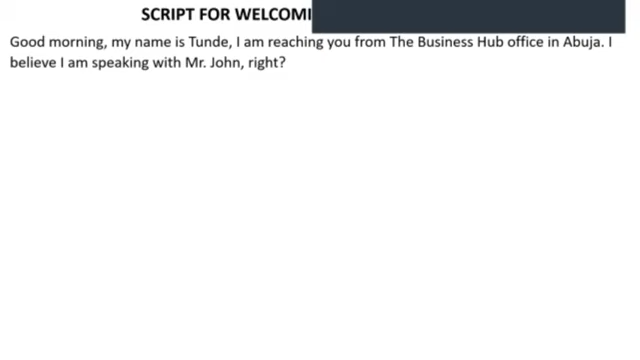 SCRIPT FOR
Good morning, my name is Tunde, I am reaching you from The Business Hub office in Abuja. I
believe I am speaking with Mr. John, right?